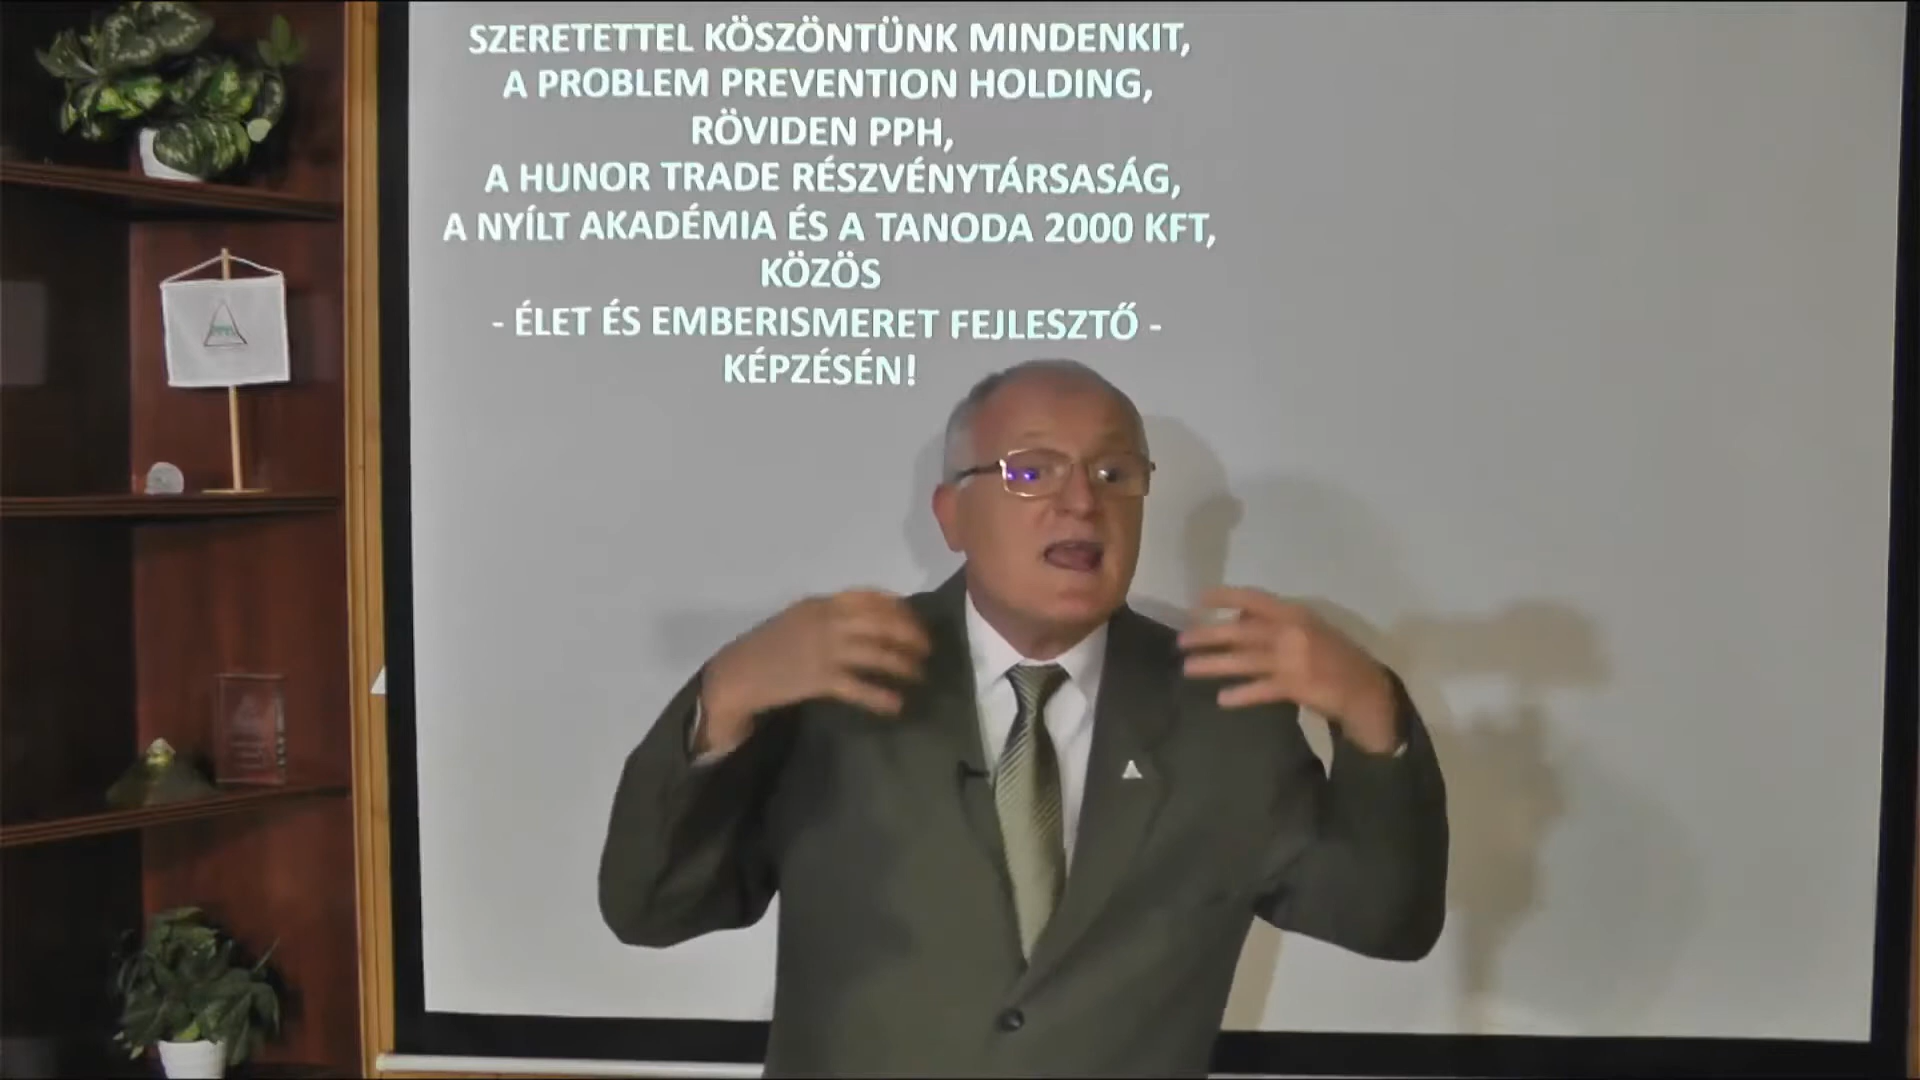 SZERETETTEL KÖSZÖNTÜNK MINDENKIT,
A PROBLEM PREVENTION HOLDING,
RÖVIDEN PPH,
A HUNOR TRADE RÉSZVÉNYTÁRSASÁG,
A NYÍLT AKADÉMIA ÉS A TANODA 2000 KFT,
KÖZÖS
- ÉLET ÉS EMBERISMERET FEJLESZTŐ -
KÉPZÉSÉN!